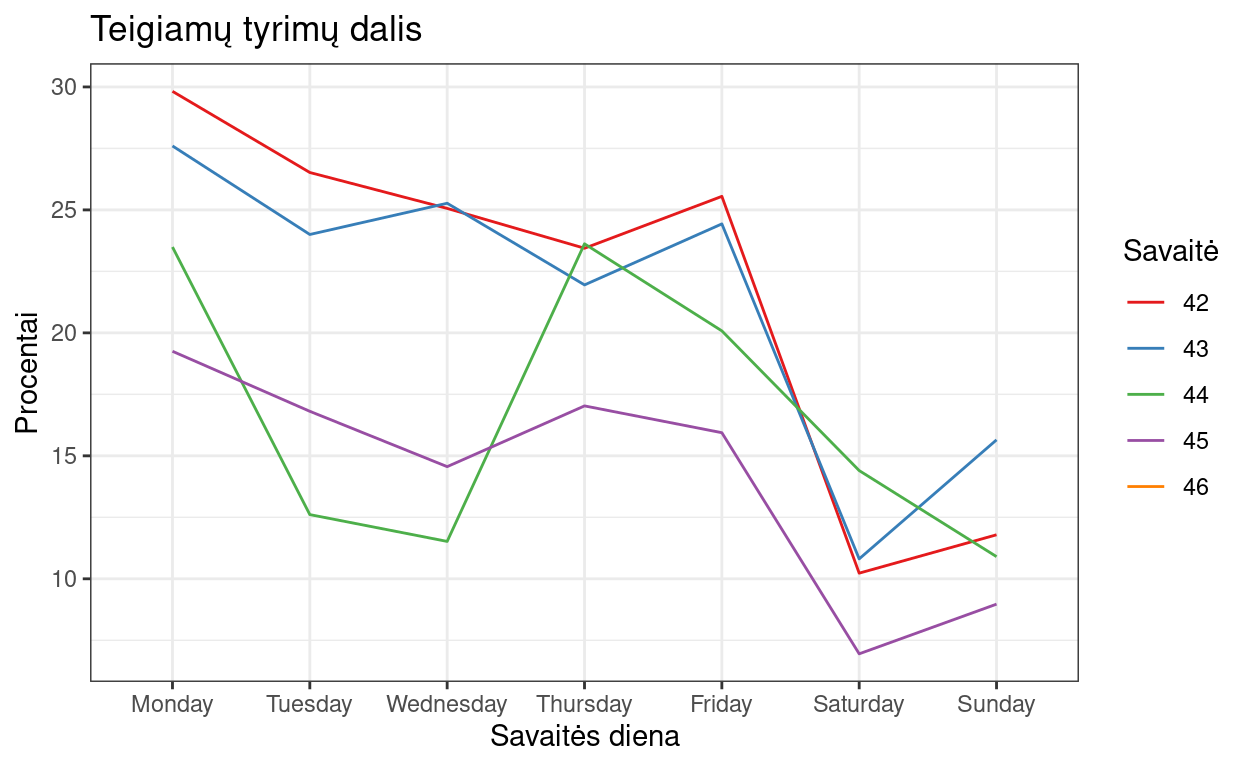 Teigiamų tyrimų dalis
30
25
20
15
10
Procentai
Monday Tuesday Wednesday Thursday Friday Saturday Sunday
Savaitės diena
Savaitė
42
43
44
45
46